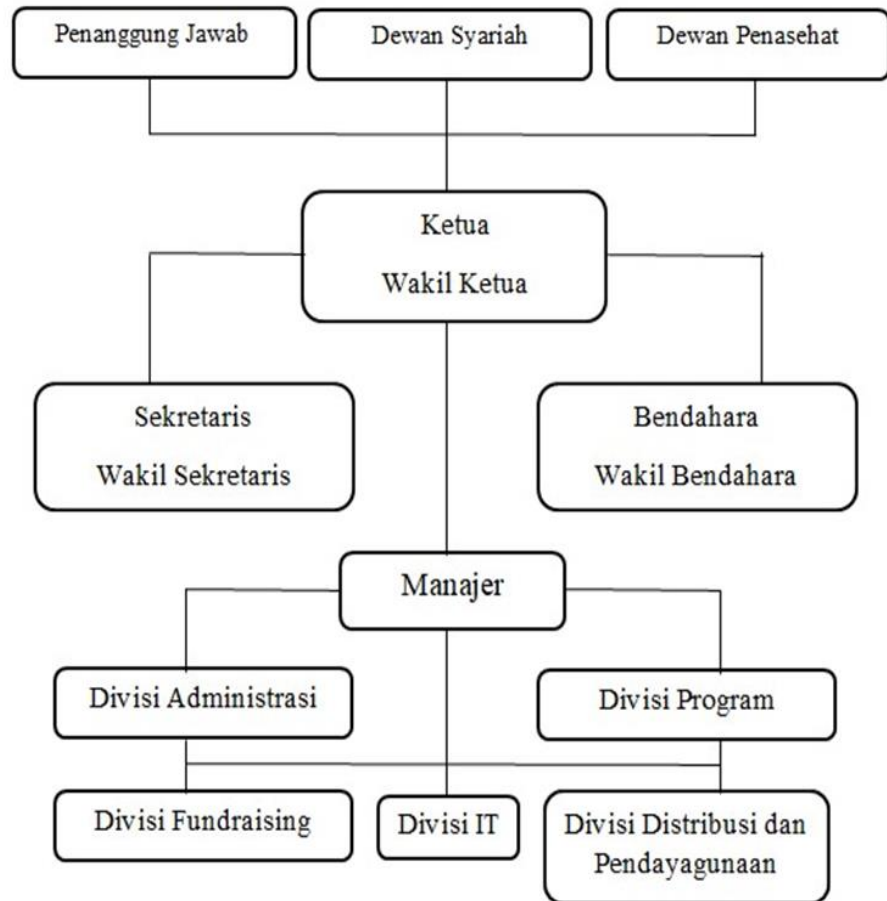 Penanggung Jawab
Dewan Syariah
Dewan Penasehat
Ketua
Wakil Ketua
Sekretaris
Wakil Sekretaris
Bendahara
Wakil Bendahara
Manajer
Divisi Administrasi
Divisi Program
Divisi Fundraising
Divisi IT
Divisi Distribusi dan
Pendayagunaan